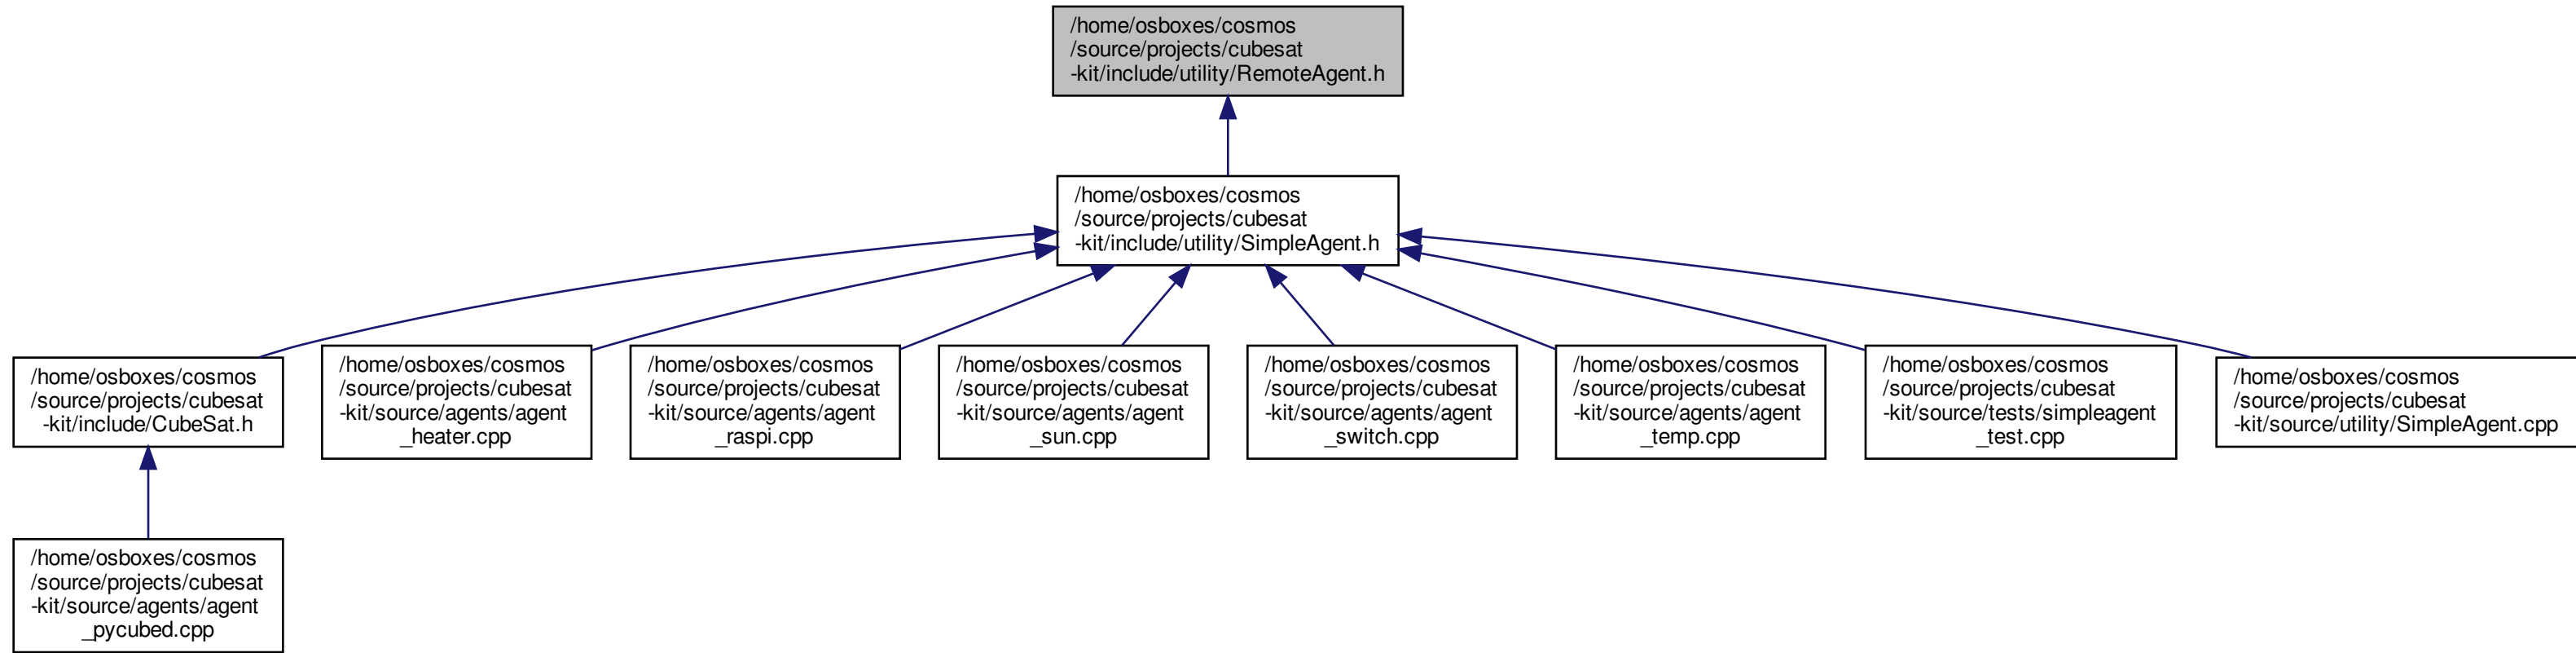 /home/osboxes/cosmos
/source/projects/cubesat
-kit/include/utility/RemoteAgent.h
/home/osboxes/cosmos
/source/projects/cubesat
-kit/include/utility/SimpleAgent.h
/home/osboxes/cosmos
/source/projects/cubesat
-kit/include/CubeSat.h
/home/osboxes/cosmos
/source/projects/cubesat
-kit/source/agents/agent
_heater.cpp
/home/osboxes/cosmos
/source/projects/cubesat
-kit/source/agents/agent
_raspi.cpp
/home/osboxes/cosmos
/source/projects/cubesat
-kit/source/agents/agent
_sun.cpp
/home/osboxes/cosmos
/source/projects/cubesat
-kit/source/agents/agent
_switch.cpp
/home/osboxes/cosmos
/source/projects/cubesat
-kit/source/agents/agent
_temp.cpp
/home/osboxes/cosmos
/source/projects/cubesat
-kit/source/tests/simpleagent
_test.cpp
/home/osboxes/cosmos
/source/projects/cubesat
-kit/source/utility/SimpleAgent.cpp
/home/osboxes/cosmos
/source/projects/cubesat
-kit/source/agents/agent
_pycubed.cpp